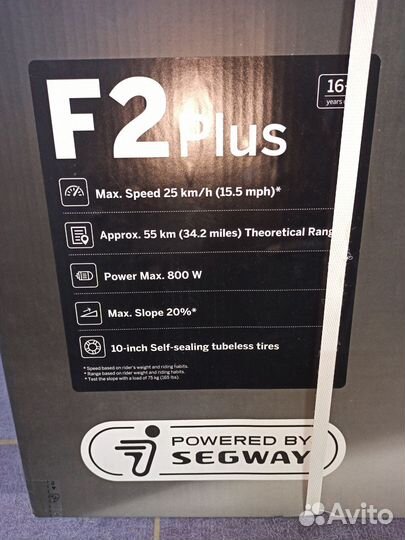 F2 Plus
16+
years
Max. Speed 25 km/h (15.5 mph)*
Approx. 55 km (34.2 miles) Theoretical
Power Max. 800 W
Max. Slope 20%*
10-inch Self-sealing tubeless tires
* Speed based on rider's weight and riding habits.
* Range based on rider weight and riding habits.
* Test the slope with a load of 75 kg (165 lbs).
POWERED BY
SEGWAY
Avito